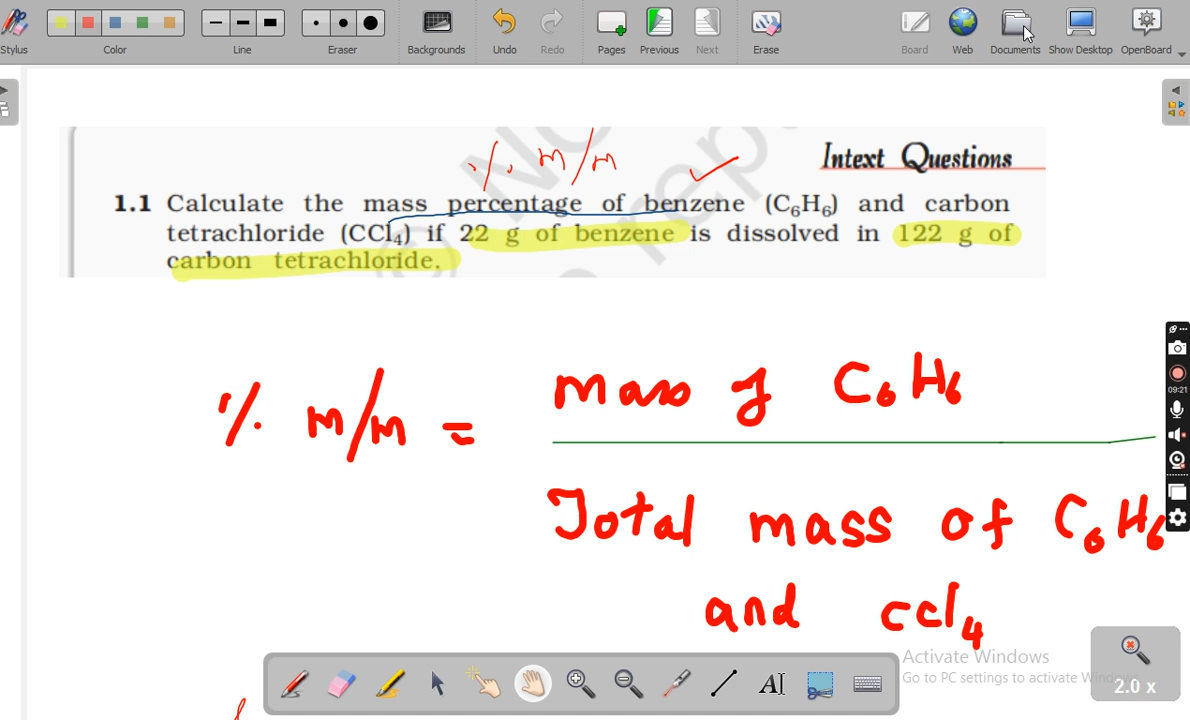 Stylus
Color
Line
Eraser
Backgrounds
Undo
Redo
Pages
Previous
Next
Erase
Board
Web
Documents
Show Desktop
OpenBoard
% m/m
Intext Questions
1.1 Calculate the mass percentage of benzene (C₆H₆) and carbon
tetrachloride (CCl₄) if 22 g of benzene is dissolved in 122 g of
carbon tetrachloride.
% m/m = mass of C₆H₆
Total mass of C₆H₆
and ccl₄
09:21
Activate Windows
Go to PC settings to activate Windows.
2.0 x